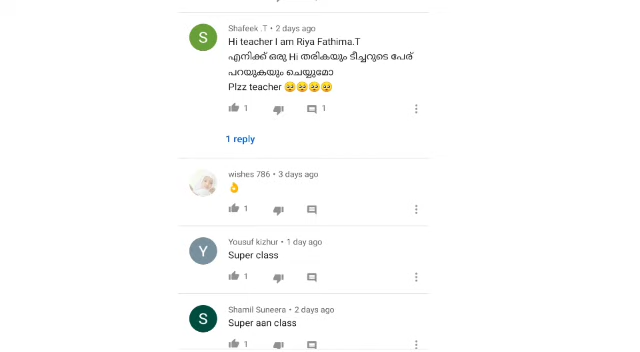 Shafeek .T • 2 days ago
Hi teacher I am Riya Fathima.T
എനിക്ക് ഒരു Hi തരികയും ടീച്ചറുടെ പേര്
പറയുകയും ചെയ്യുമോ
Plzz teacher 🥺🥺🥺🥺
1 1
1 reply
wishes 786 • 3 days ago
👌
1
Yousuf kizhur • 1 day ago
Super class
1
Shamil Suneera • 2 days ago
Super aan class
1